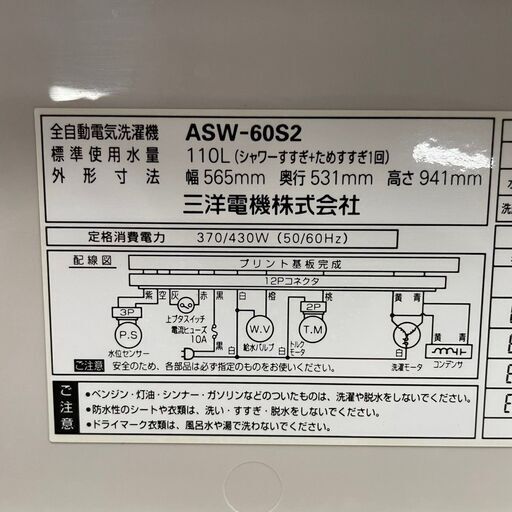 全自動電気洗濯機 ASW-60S2
標準使用水量 110L(シャワーすすぎ+ためすすぎ1回)
外形寸法 幅 565mm 奥行 531mm 高さ 941mm
三洋電機株式会社
定格消費電力 370/430W (50/60Hz)
配線図 プリント基板完成
12Pコネクタ
紫 空 灰 赤 黒 白 橙 2P 桃 黄 青
3P
P.S 上ブタスイッチ W.V T.M 黄 青
電流ヒューズ 10A
黒
水位センサー 給水バルブ トルクモータ
白 白 洗濯モータ コンデンサ
ご注意 安全のため、各部品は必ず指定のものをお使いください。
ご注意
●ベンジン・灯油・シンナー・ガソリンなどのついたものは、洗濯や脱水をしないでください。
●防水性のシートや衣類は、洗い・すすぎ・脱水をしないでください。
●ドライマーク衣類は、風呂水や湯で洗わないでください。